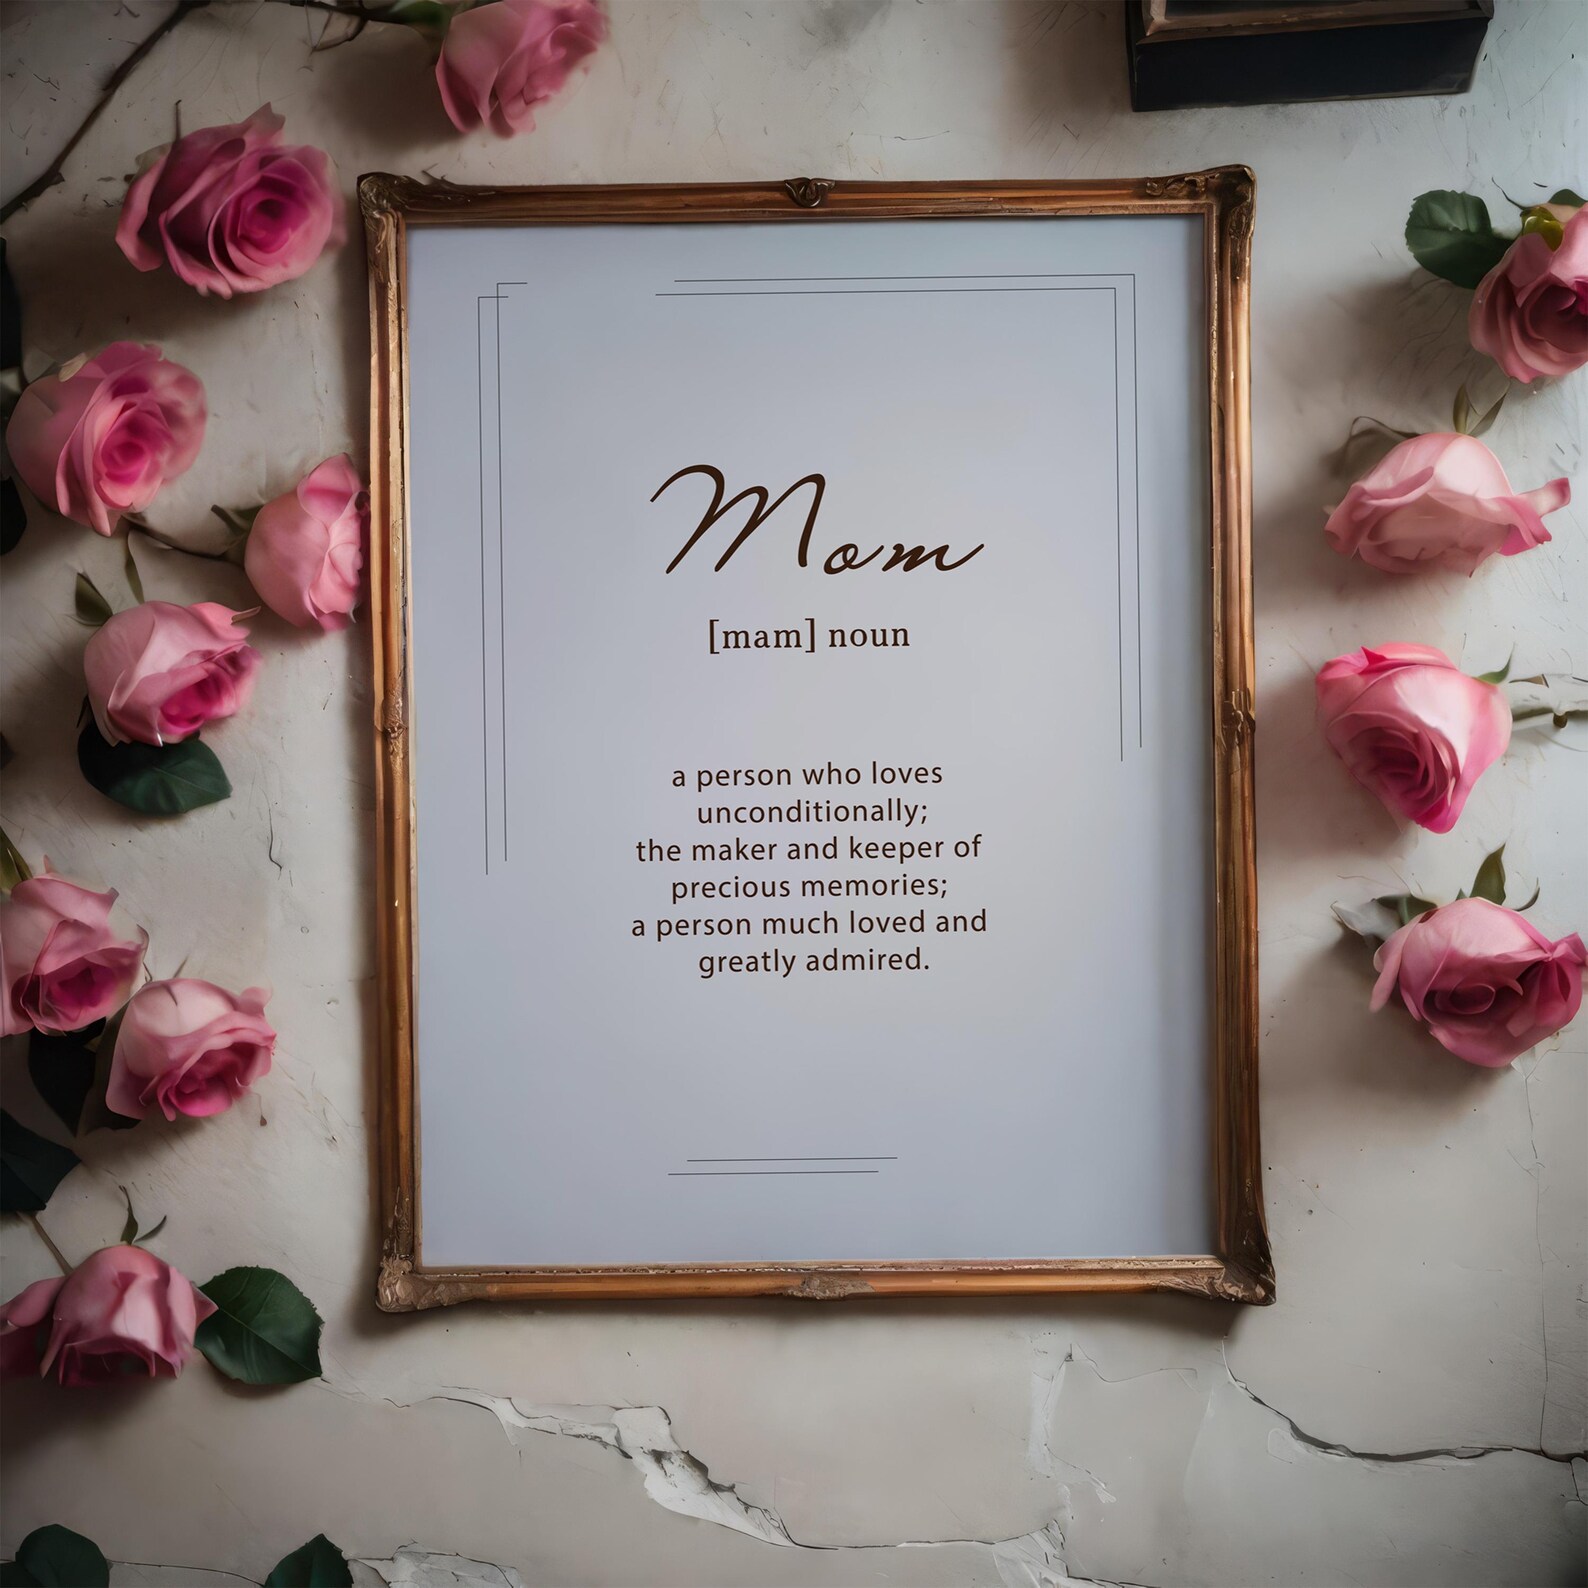 Mom
[mam] noun
a person who loves
unconditionally;
the maker and keeper of
precious memories;
a person much loved and
greatly admired.